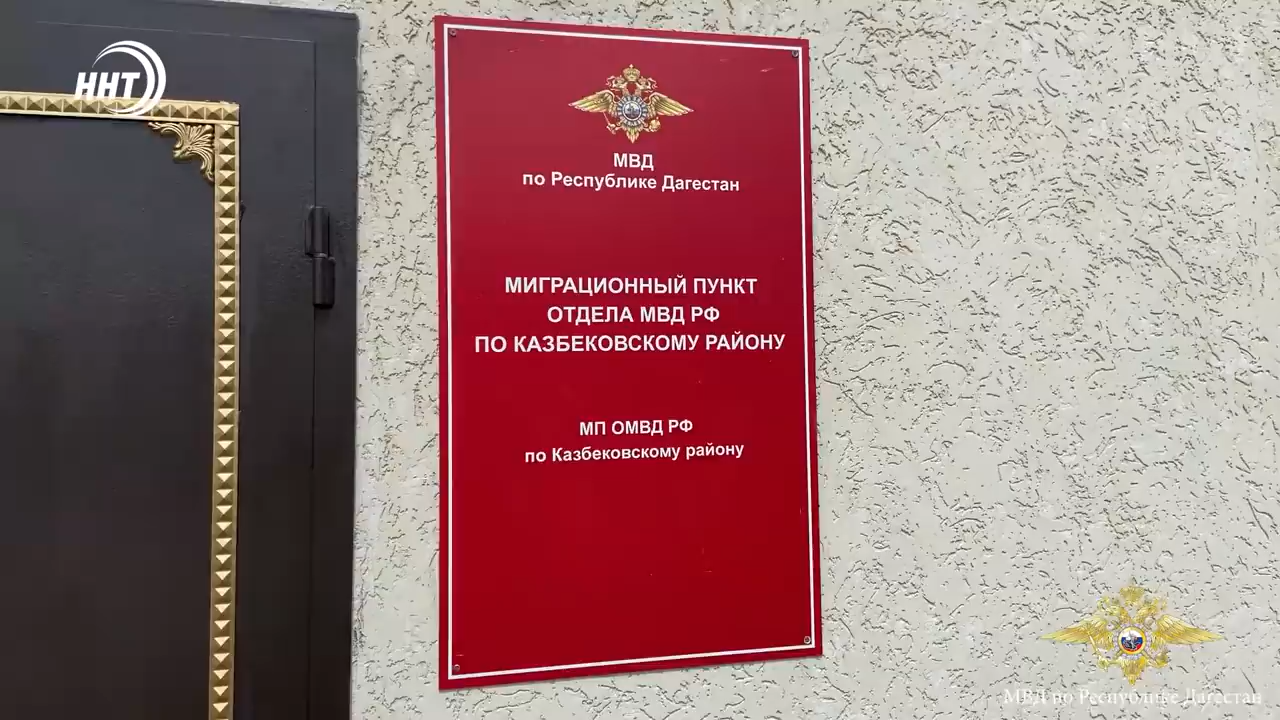 ННТ
МВД
по Республике Дагестан
МИГРАЦИОННЫЙ ПУНКТ
ОТДЕЛА МВД РФ
ПО КАЗБЕКОВСКОМУ РАЙОНУ
МП ОМВД РФ
по Казбековскому району
МВД по Республике Дагестан